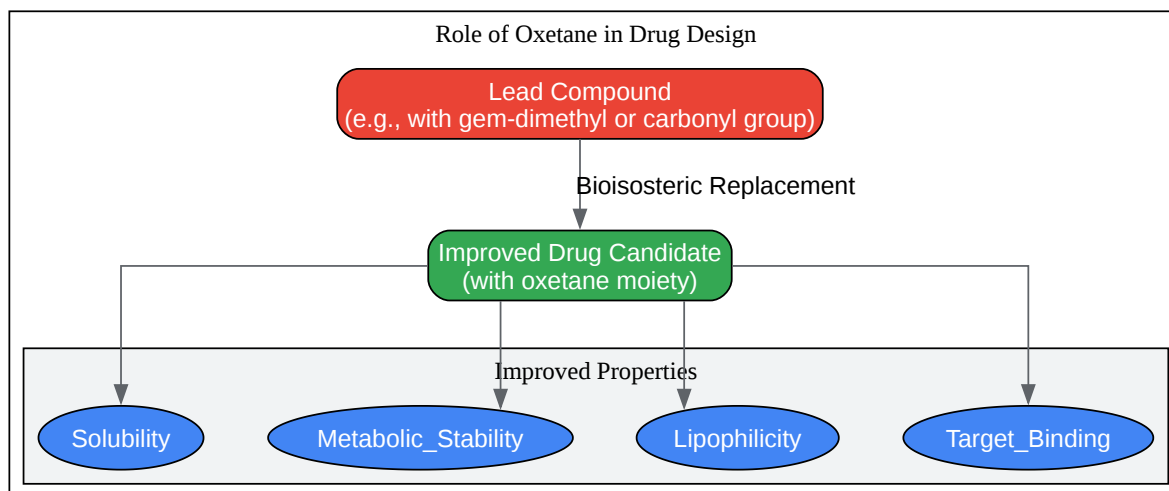 Role of Oxetane in Drug Design
Lead Compound
(e.g., with gem-dimethyl or carbonyl group)
Bioisosteric Replacement
Improved Drug Candidate
(with oxetane moiety)
Improved Properties
Solubility
Metabolic_Stability
Lipophilicity
Target_Binding